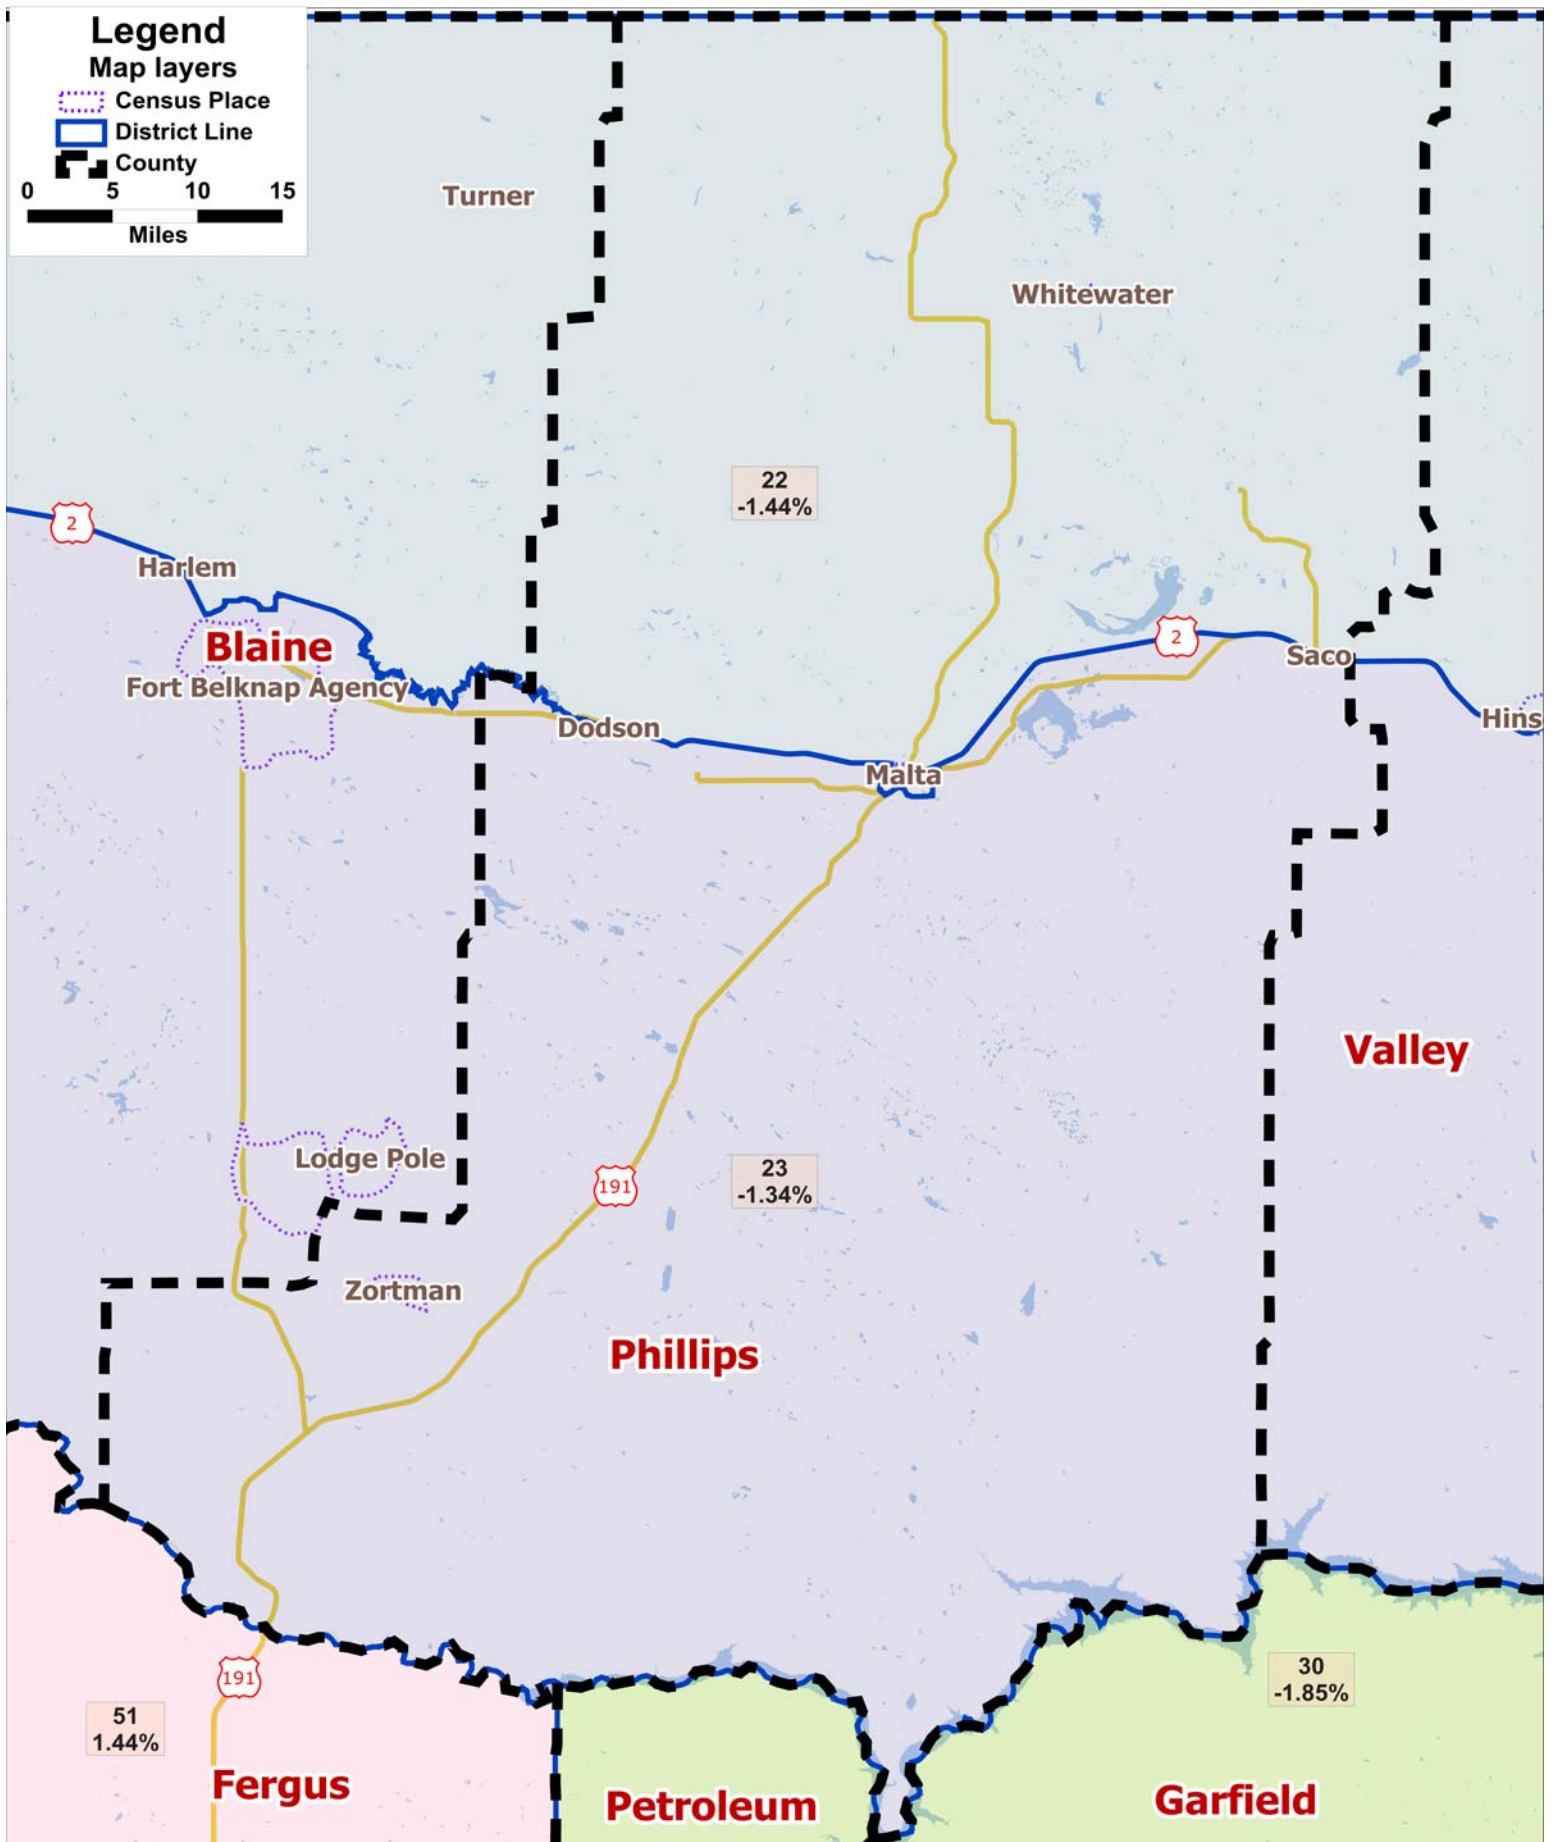 Legend
Map layers
Census Place
District Line
County
0 5 10 15
Miles
Turner
Whitewater
22
-1.44%
2
Harlem
Blaine
2
Saco
Fort Belknap Agency
Hins
Dodson
Malta
Valley
Lodge Pole
23
-1.34%
191
Zortman
Phillips
30
-1.85%
191
51
1.44%
Fergus
Petroleum
Garfield